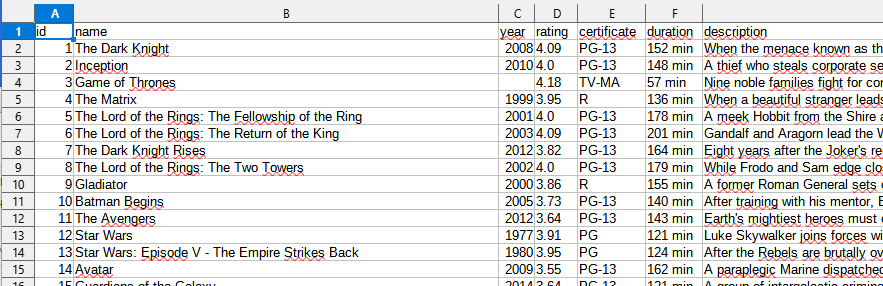 A B C D E F
1 id name year rating certificate duration description
2 1 The Dark Knight 2008 4.09 PG-13 152 min When the menace known as th
3 2 Inception 2010 4.0 PG-13 148 min A thief who steals corporate se
4 3 Game of Thrones 4.18 TV-MA 57 min Nine noble families fight for con
5 4 The Matrix 1999 3.95 R 136 min When a beautiful stranger leads
6 5 The Lord of the Rings: The Fellowship of the Ring 2001 4.0 PG-13 178 min A meek Hobbit from the Shire a
7 6 The Lord of the Rings: The Return of the King 2003 4.09 PG-13 201 min Gandalf and Aragorn lead the W
8 7 The Dark Knight Rises 2012 3.82 PG-13 164 min Eight years after the Joker's re
9 8 The Lord of the Rings: The Two Towers 2002 4.0 PG-13 179 min While Frodo and Sam edge clo
10 9 Gladiator 2000 3.86 R 155 min A former Roman General sets
11 10 Batman Begins 2005 3.73 PG-13 140 min After training with his mentor, B
12 11 The Avengers 2012 3.64 PG-13 143 min Earth's mightiest heroes must
13 12 Star Wars 1977 3.91 PG 121 min Luke Skywalker joins forces wi
14 13 Star Wars: Episode V - The Empire Strikes Back 1980 3.95 PG 124 min After the Rebels are brutally ov
15 14 Avatar 2009 3.55 PG-13 162 min A paraplegic Marine dispatched
16 15 Guardians of the Galaxy 2014 3.64 PG-13 121 min A group of intergalactic